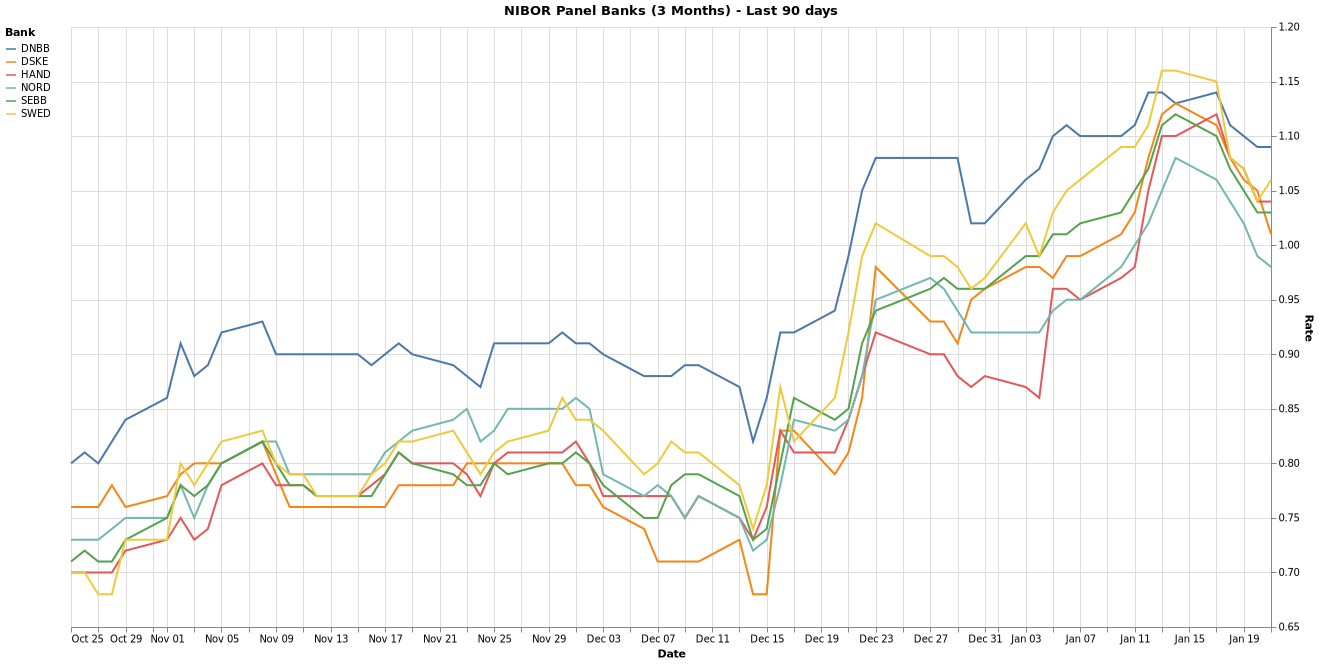 NIBOR Panel Banks (3 Months) - Last 90 days
Bank
DNBB
DSKE
HAND
NORD
SEBB
SWED
1.20
1.15
1.10
1.05
1.00
0.95
0.90
0.85
0.80
0.75
0.70
0.65
Rate
Oct 25 Oct 29 Nov 01 Nov 05 Nov 09 Nov 13 Nov 17 Nov 21 Nov 25 Nov 29 Dec 03 Dec 07 Dec 11 Dec 15 Dec 19 Dec 23 Dec 27 Dec 31 Jan 03 Jan 07 Jan 11 Jan 15 Jan 19
Date